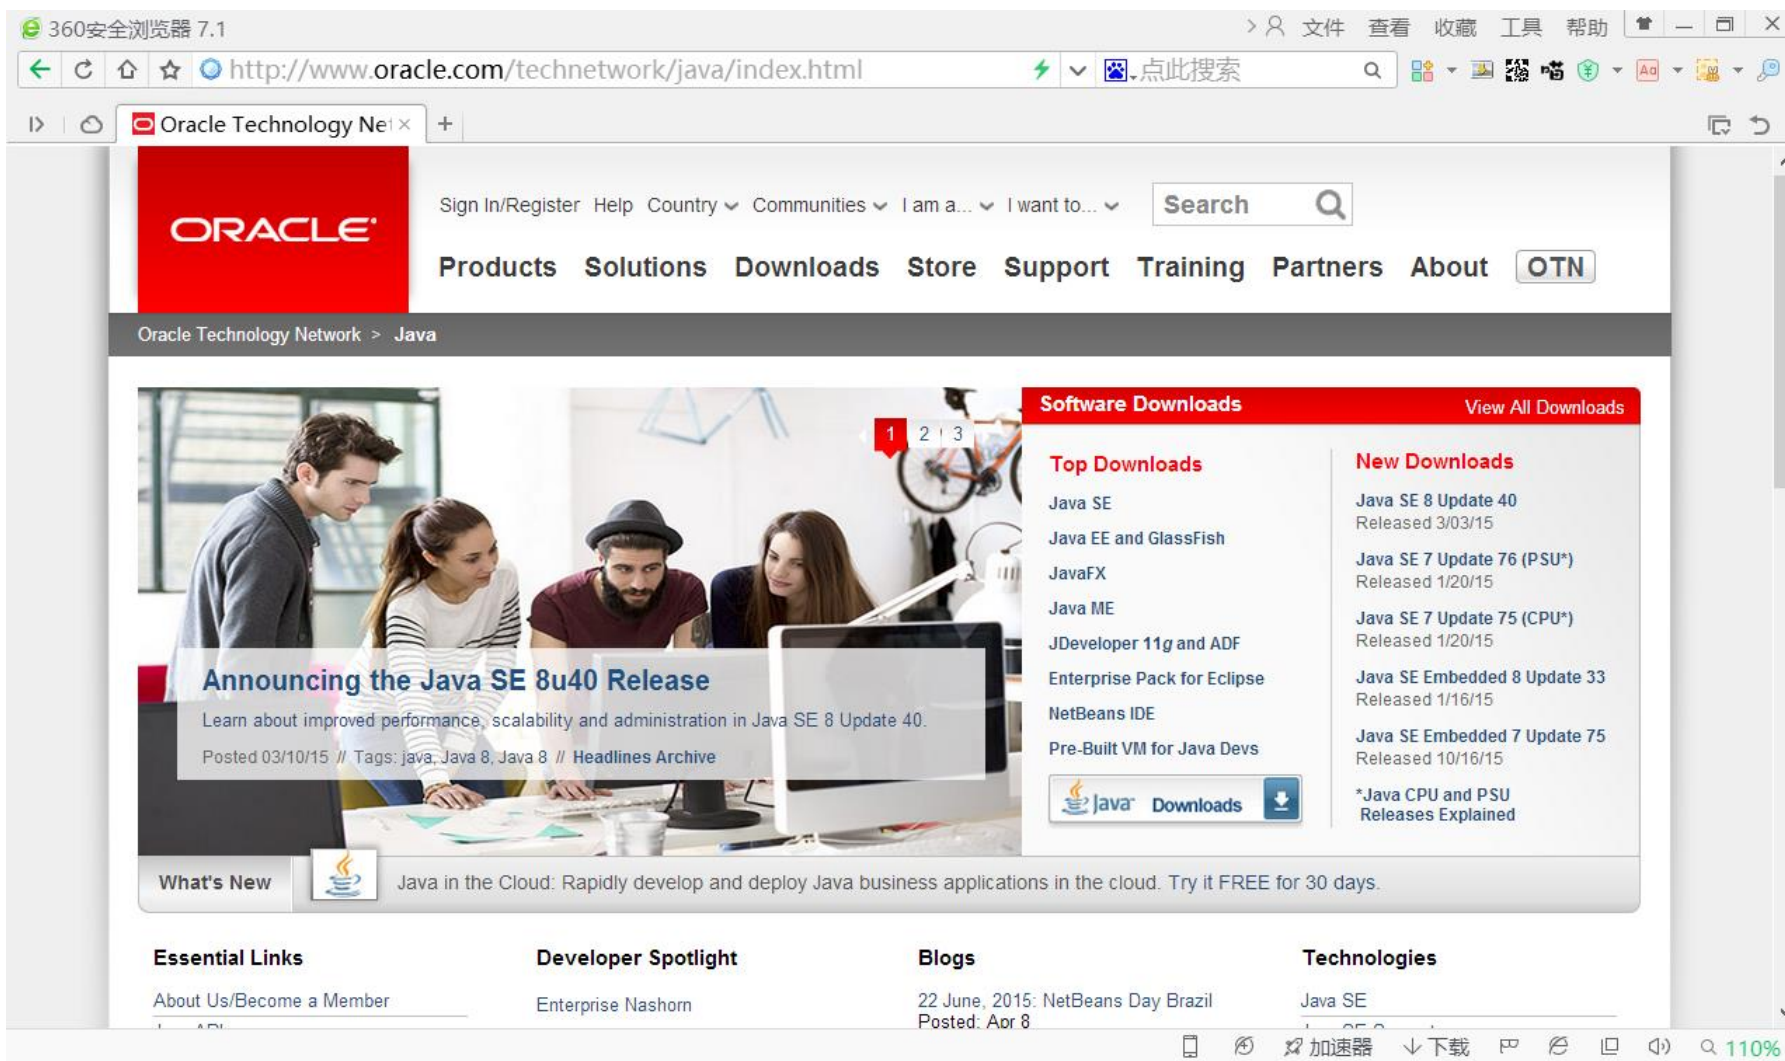 360安全浏览器 7.1
文件 查看 收藏 工具 帮助
http://www.oracle.com/technetwork/java/index.html
点此搜索
Oracle Technology Net
ORACLE
Sign In/Register Help Country Communities I am a... I want to... Search
Products Solutions Downloads Store Support Training Partners About OTN
Oracle Technology Network > Java
1 2 3
Announcing the Java SE 8u40 Release
Learn about improved performance, scalability and administration in Java SE 8 Update 40.
Posted 03/10/15 // Tags: java, Java 8, Java 8 // Headlines Archive
Software Downloads View All Downloads
Top Downloads
Java SE
Java EE and GlassFish
JavaFX
Java ME
JDeveloper 11g and ADF
Enterprise Pack for Eclipse
NetBeans IDE
Pre-Built VM for Java Devs
Java Downloads
New Downloads
Java SE 8 Update 40
Released 3/03/15
Java SE 7 Update 76 (PSU*)
Released 1/20/15
Java SE 7 Update 75 (CPU*)
Released 1/20/15
Java SE Embedded 8 Update 33
Released 1/16/15
Java SE Embedded 7 Update 75
Released 10/16/15
*Java CPU and PSU
Releases Explained
What's New
Java in the Cloud: Rapidly develop and deploy Java business applications in the cloud. Try it FREE for 30 days.
Essential Links
About Us/Become a Member
Developer Spotlight
Enterprise Nashorn
Blogs
22 June, 2015: NetBeans Day Brazil
Posted: Apr 8
Technologies
Java SE
加速器 下载 110%